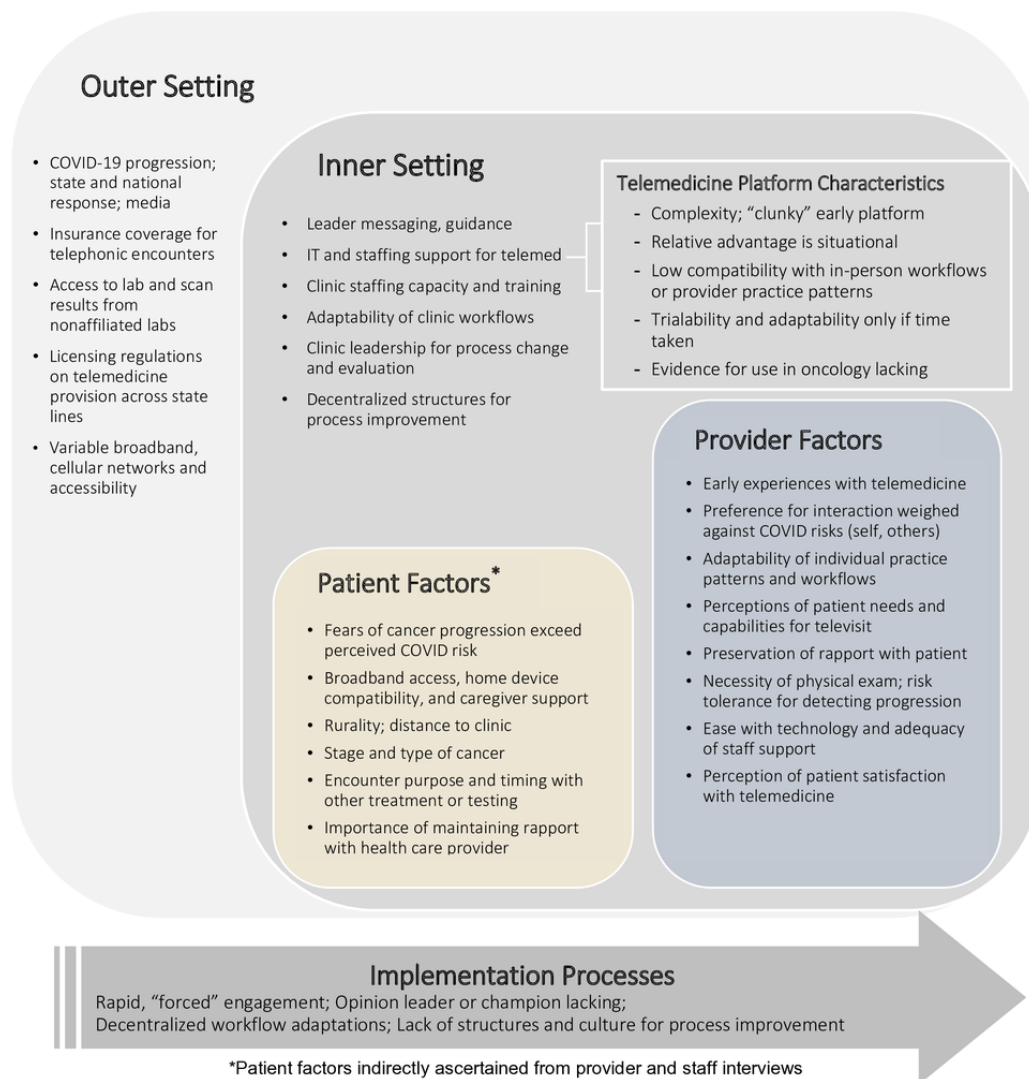 Outer Setting
• COVID-19 progression;
state and national
response; media
• Insurance coverage for
telephonic encounters
• Access to lab and scan
results from
nonaffiliated labs
• Licensing regulations
on telemedicine
provision across state
lines
• Variable broadband,
cellular networks and
accessibility
Inner Setting
• Leader messaging, guidance
• IT and staffing support for telemed
• Clinic staffing capacity and training
• Adaptability of clinic workflows
• Clinic leadership for process change
and evaluation
• Decentralized structures for
process improvement
Telemedicine Platform Characteristics
- Complexity; “clunky” early platform
- Relative advantage is situational
- Low compatibility with in-person workflows
or provider practice patterns
- Trialability and adaptability only if time
taken
- Evidence for use in oncology lacking
Provider Factors
• Early experiences with telemedicine
• Preference for interaction weighed
against COVID risks (self, others)
• Adaptability of individual practice
patterns and workflows
• Perceptions of patient needs and
capabilities for televisit
• Preservation of rapport with patient
• Necessity of physical exam; risk
tolerance for detecting progression
• Ease with technology and adequacy
of staff support
• Perception of patient satisfaction
with telemedicine
Patient Factors*
• Fears of cancer progression exceed
perceived COVID risk
• Broadband access, home device
compatibility, and caregiver support
• Rurality; distance to clinic
• Stage and type of cancer
• Encounter purpose and timing with
other treatment or testing
• Importance of maintaining rapport
with health care provider
Implementation Processes
Rapid, “forced” engagement; Opinion leader or champion lacking;
Decentralized workflow adaptations; Lack of structures and culture for process improvement
*Patient factors indirectly ascertained from provider and staff interviews